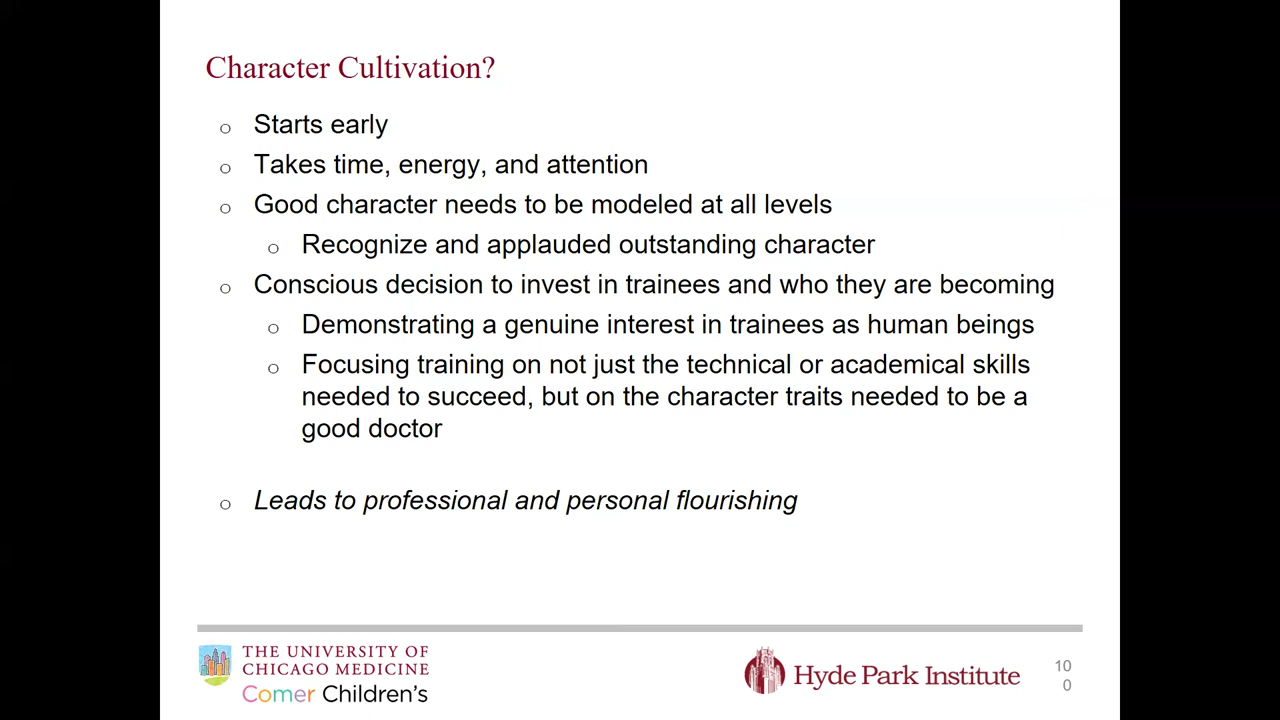 Character Cultivation?
o Starts early
o Takes time, energy, and attention
o Good character needs to be modeled at all levels
o Recognize and applauded outstanding character
o Conscious decision to invest in trainees and who they are becoming
o Demonstrating a genuine interest in trainees as human beings
o Focusing training on not just the technical or academical skills
needed to succeed, but on the character traits needed to be a
good doctor
o Leads to professional and personal flourishing
THE UNIVERSITY OF
CHICAGO MEDICINE
Comer Children's
Hyde Park Institute
10
0